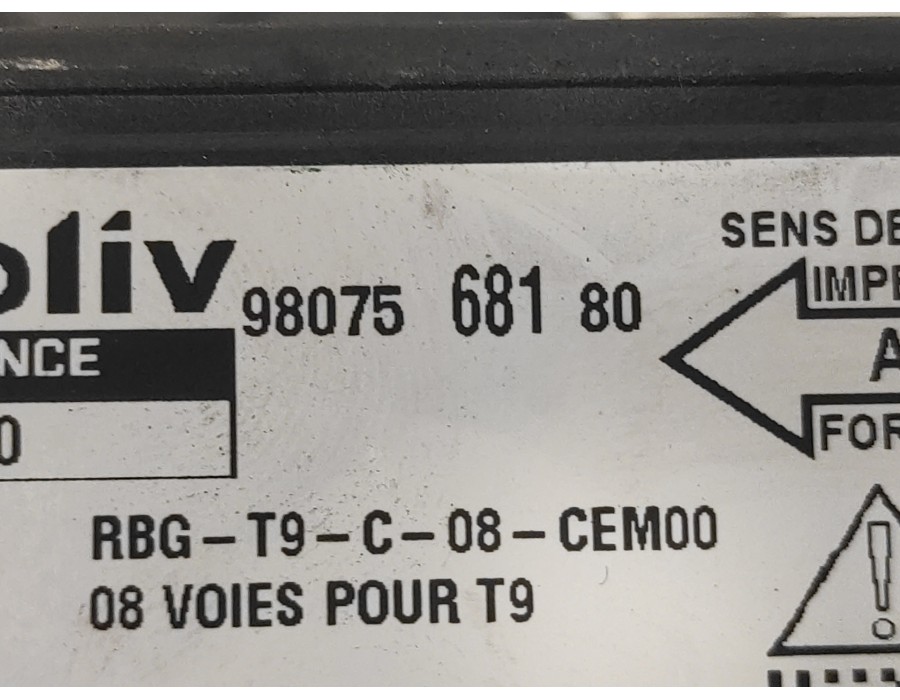 oliv
98075 681 80
SENS DE
IMPE
NCE
A
0
FOR
RBG-T9-C-08-CEM00
08 VOIES POUR T9
!